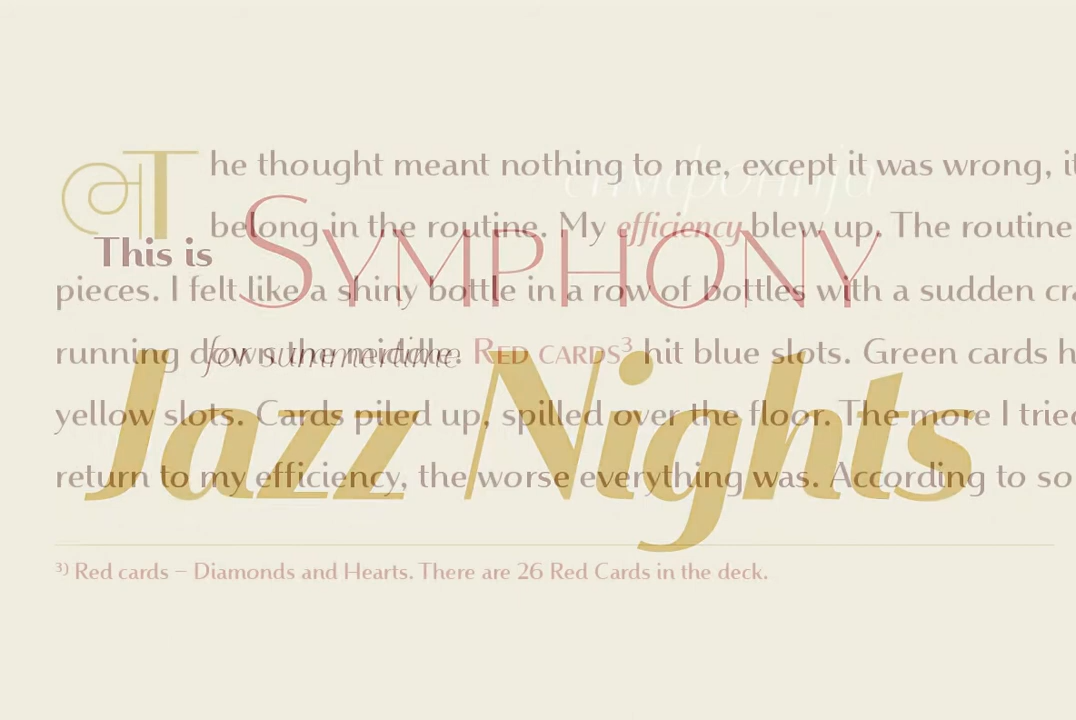 The thought meant nothing to me, except it was wrong, it
belong in the routine. My efficiency blew up. The routine
This is
SYMPHONY
pieces. I felt like a shiny bottle in a row of bottles with a sudden cra
for summertime
running down the middle. RED CARDS³ hit blue slots. Green cards h
Jazz Nights
yellow slots. Cards piled up, spilled over the floor. The more I tried
return to my efficiency, the worse everything was. According to so
³⁾ Red cards – Diamonds and Hearts. There are 26 Red Cards in the deck.